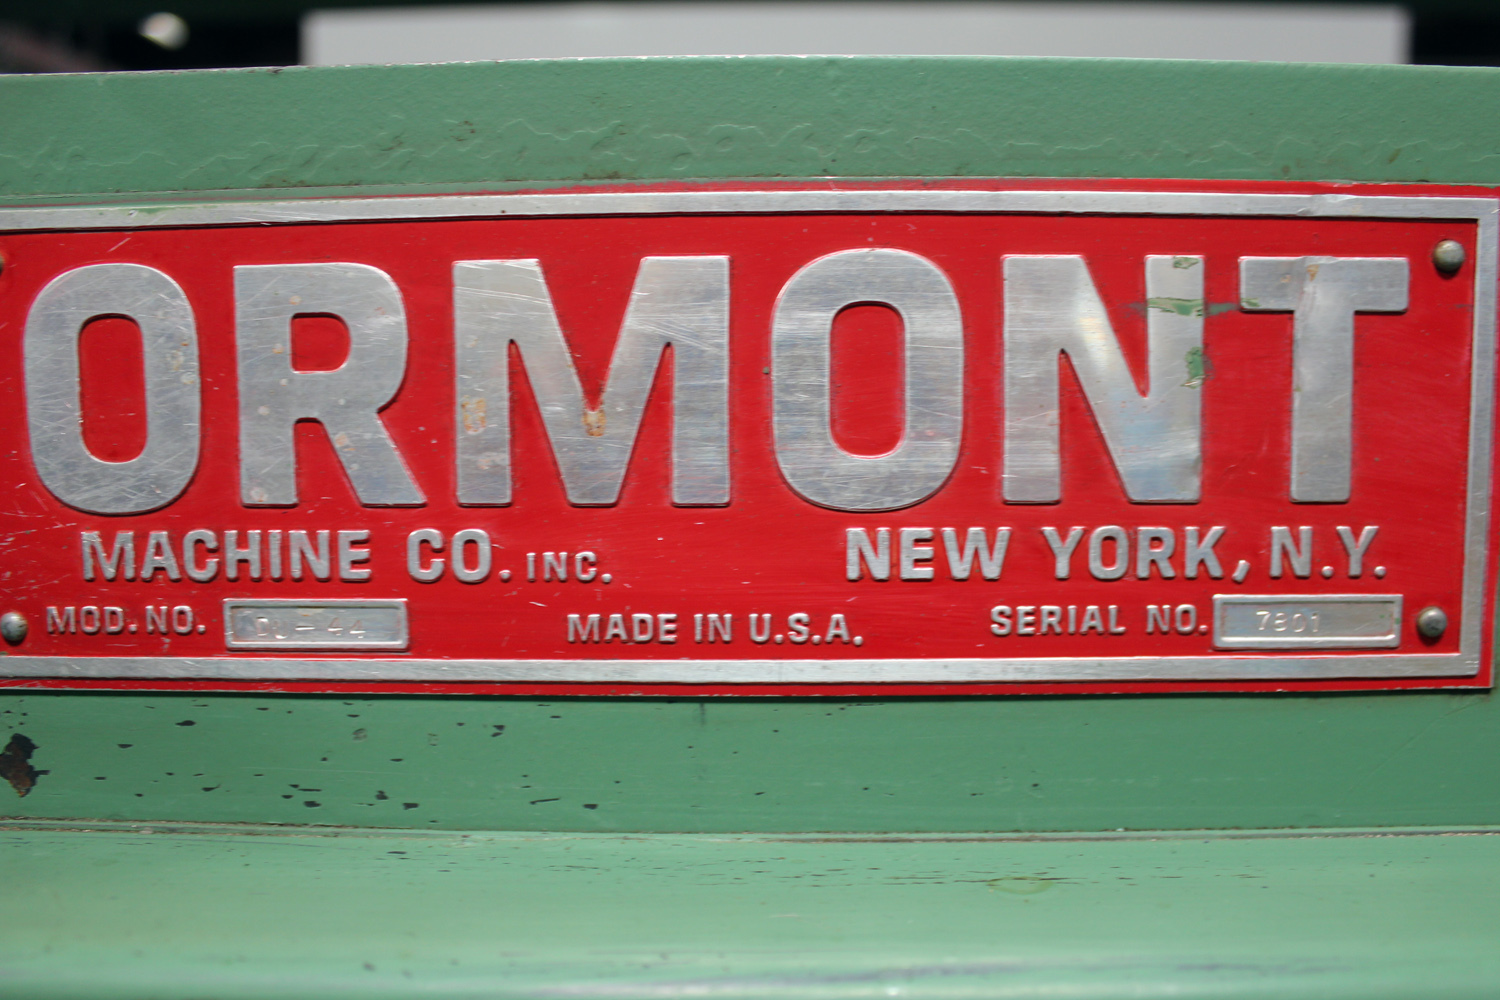 ORMONT
MACHINE CO. INC. NEW YORK, N.Y.
MOD. NO. MADE IN U.S.A. SERIAL NO. 7801